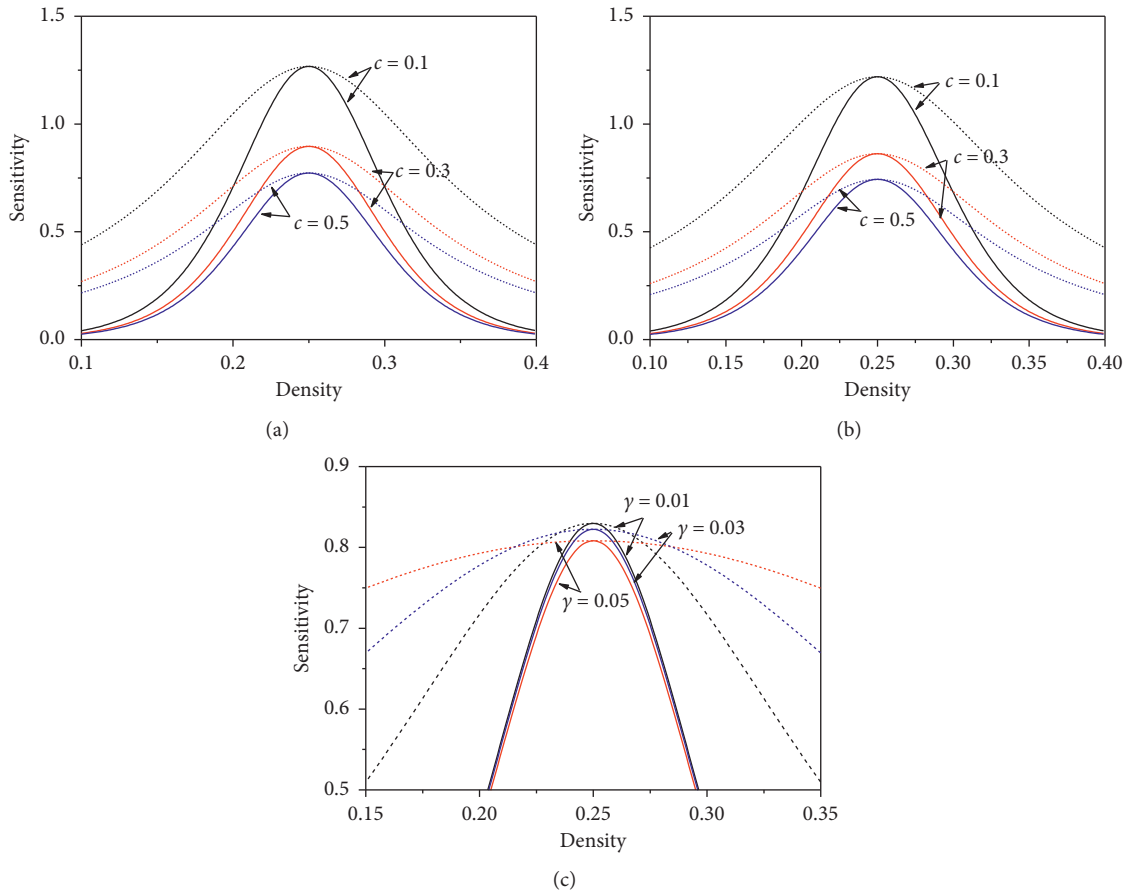 1.5
1.0
0.5
0.0
Sensitivity
c = 0.1
c = 0.3
c = 0.5
0.1
0.2
0.3
0.4
Density
(a)
1.5
1.0
0.5
0.0
Sensitivity
c = 0.1
c = 0.3
c = 0.5
0.10
0.15
0.20
0.25
0.30
0.35
0.40
Density
(b)
0.9
0.8
0.7
0.6
0.5
Sensitivity
γ = 0.01
γ = 0.03
γ = 0.05
0.15
0.20
0.25
0.30
0.35
Density
(c)